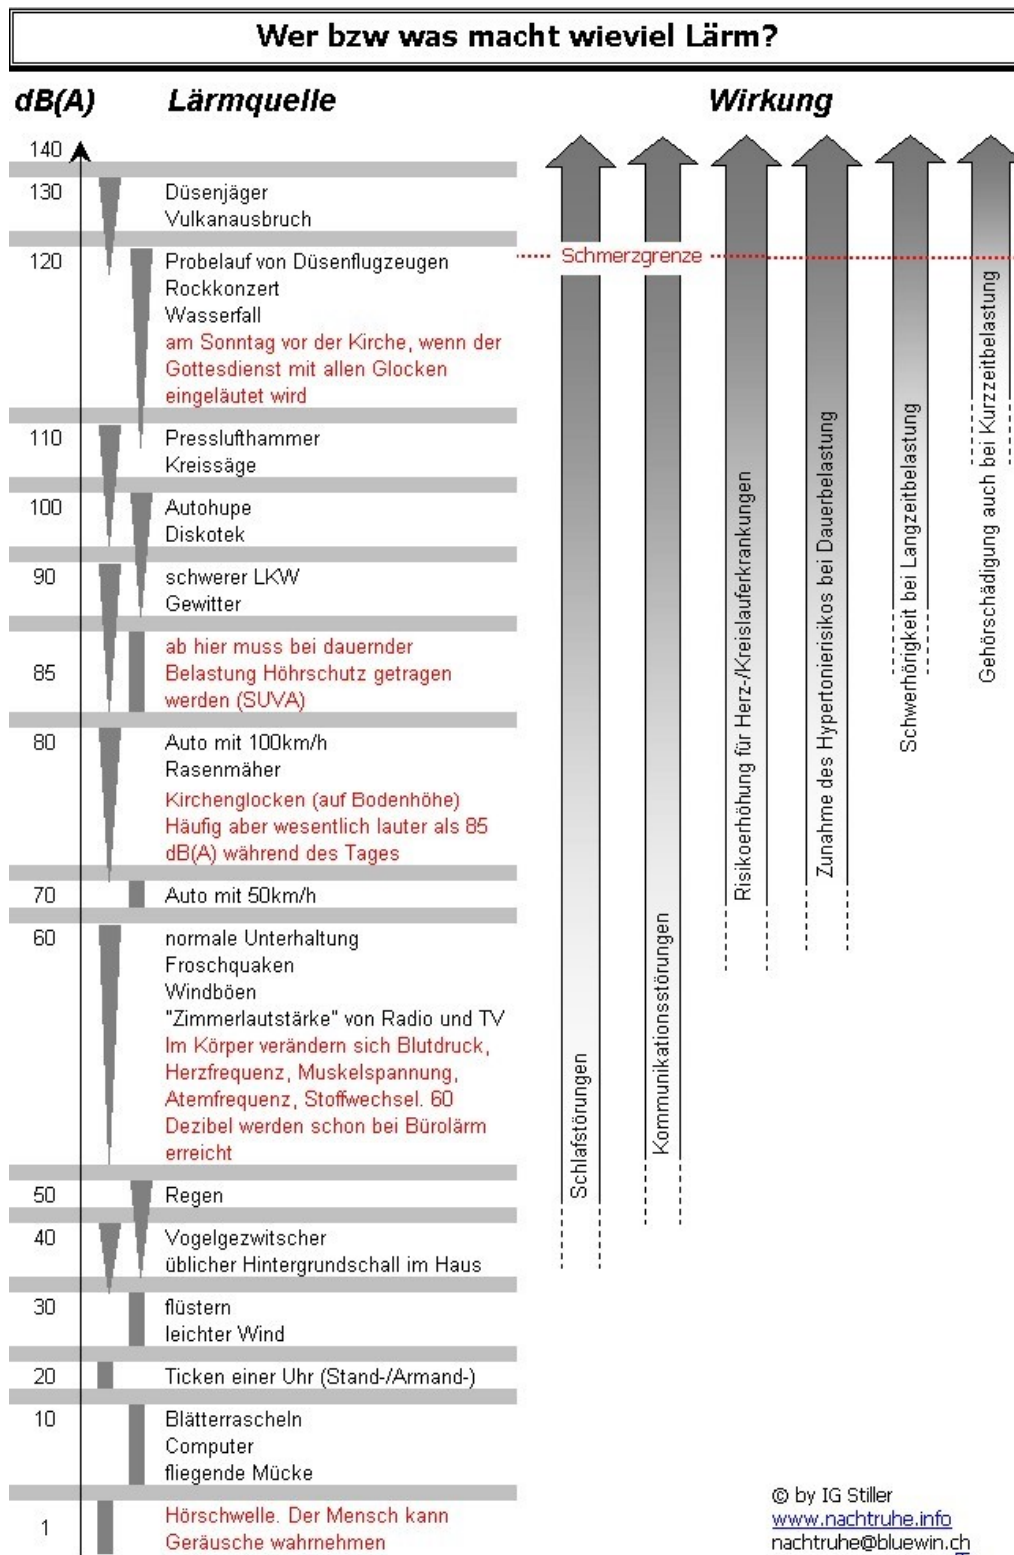 Wer bzw was macht wieviel Lärm?
dB(A) Lärmquelle Wirkung
140
130 Düsenjäger
Vulkanausbruch
120 Probelauf von Düsenflugzeugen
Rockkonzert
Wasserfall
am Sonntag vor der Kirche, wenn der
Gottesdienst mit allen Glocken
eingeläutet wird
110 Presslufthammer
Kreissäge
100 Autohupe
Diskotek
90 schwerer LKW
Gewitter
ab hier muss bei dauernder
85 Belastung Höhrschutz getragen
werden (SUVA)
80 Auto mit 100km/h
Rasenmäher
Kirchenglocken (auf Bodenhöhe)
Häufig aber wesentlich lauter als 85
dB(A) während des Tages
70 Auto mit 50km/h
60 normale Unterhaltung
Froschquaken
Windböen
"Zimmerlautstärke" von Radio und TV
Im Körper verändern sich Blutdruck,
Herzfrequenz, Muskelspannung,
Atemfrequenz, Stoffwechsel. 60
Dezibel werden schon bei Bürolärm
erreicht
50 Regen
40 Vogelgezwitscher
üblicher Hintergrundschall im Haus
30 flüstern
leichter Wind
20 Ticken einer Uhr (Stand-/Armand-)
10 Blätterrascheln
Computer
fliegende Mücke
Hörschwelle. Der Mensch kann
1 Geräusche wahrnehmen
Schmerzgrenze
Schlafstörungen
Kommunikationsstörungen
Risikoerhöhung für Herz-/Kreislauferkrankungen
Zunahme des Hypertonierisikos bei Dauerbelastung
Schwerhörigkeit bei Langzeitbelastung
Gehörschädigung auch bei Kurzzeitbelastung
© by IG Stiller
www.nachtruhe.info
nachtruhe@bluewin.ch